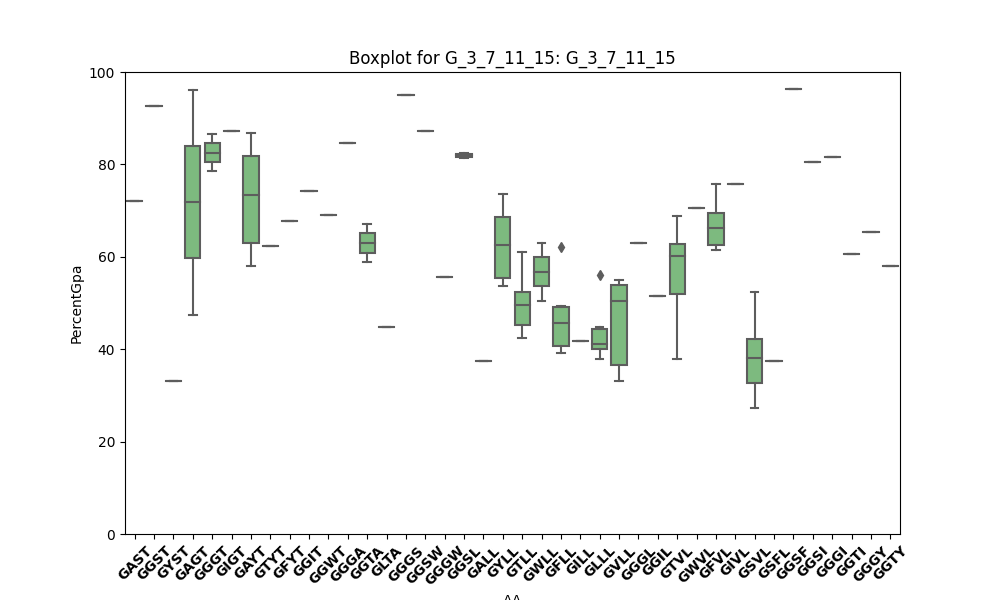 Boxplot for G_3_7_11_15: G_3_7_11_15
PercentGpa
100
80
60
40
20
0
GAST
GGST
GYST
GAGT
GGGT
GIGT
GAYT
GTYT
GFYT
GGIT
GGWT
GGGA
GGTA
GLTA
GGGS
GGSW
GGGW
GGSL
GALL
GYLL
GTLL
GWLL
GFLL
GILL
GLLL
GVLL
GGGL
GGIL
GTVL
GWVL
GFVL
GIVL
GSVL
GSFL
GGSF
GGSI
GGGI
GGTI
GGGY
GGTY
AA